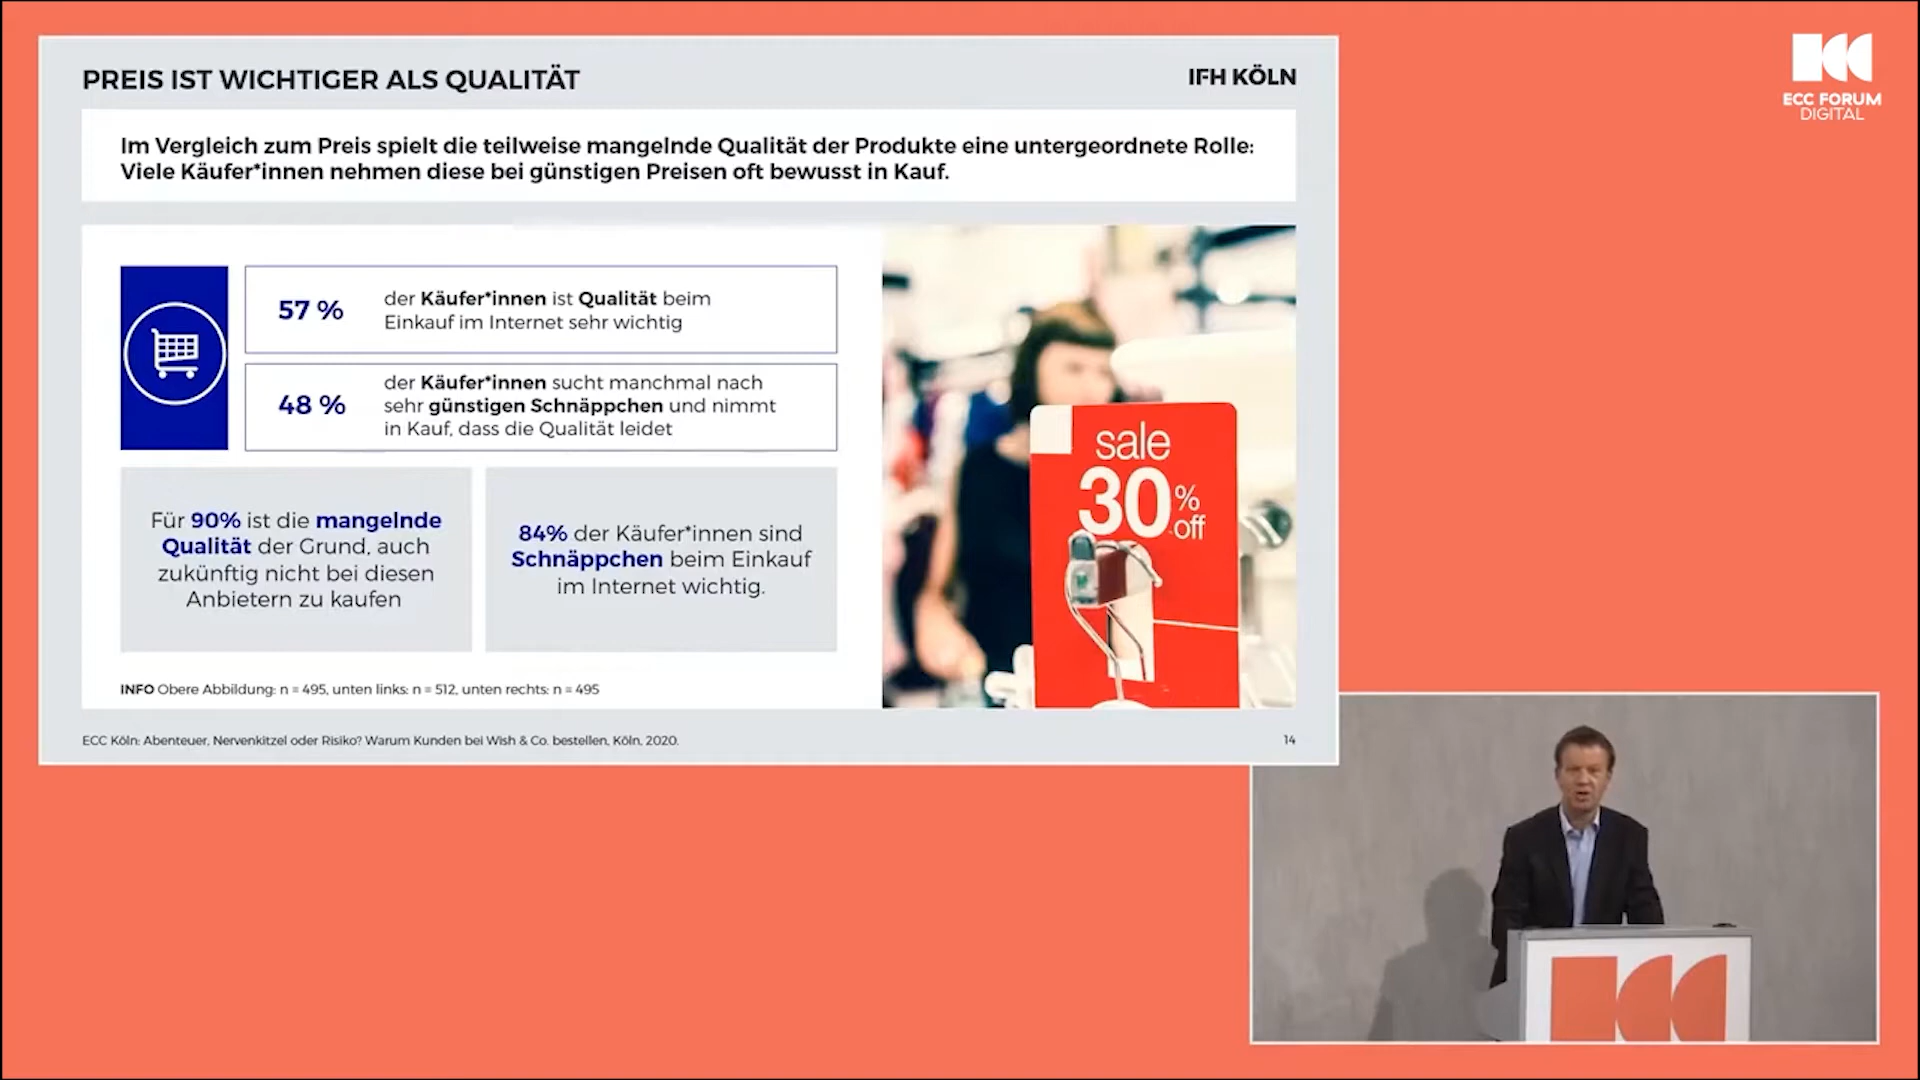 PREIS IST WICHTIGER ALS QUALITÄT
IFH KÖLN
ECC FORUM
DIGITAL
Im Vergleich zum Preis spielt die teilweise mangelnde Qualität der Produkte eine untergeordnete Rolle:
Viele Käufer*innen nehmen diese bei günstigen Preisen oft bewusst in Kauf.
57 %
der Käufer*innen ist Qualität beim
Einkauf im Internet sehr wichtig
48 %
der Käufer*innen sucht manchmal nach
sehr günstigen Schnäppchen und nimmt
in Kauf, dass die Qualität leidet
Für 90% ist die mangelnde
Qualität der Grund, auch
zukünftig nicht bei diesen
Anbietern zu kaufen
84% der Käufer*innen sind
Schnäppchen beim Einkauf
im Internet wichtig.
sale
30%
off
INFO Obere Abbildung: n = 495, unten links: n = 512, unten rechts: n = 495
ECC Köln: Abenteuer, Nervenkitzel oder Risiko? Warum Kunden bei Wish & Co. bestellen, Köln, 2020.
14